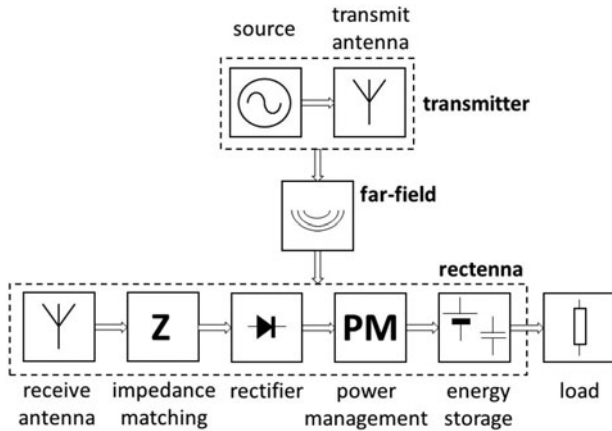 source
transmit
antenna
transmitter
far-field
rectenna
Z
PM
receive
antenna
impedance
matching
rectifier
power
management
energy
storage
load